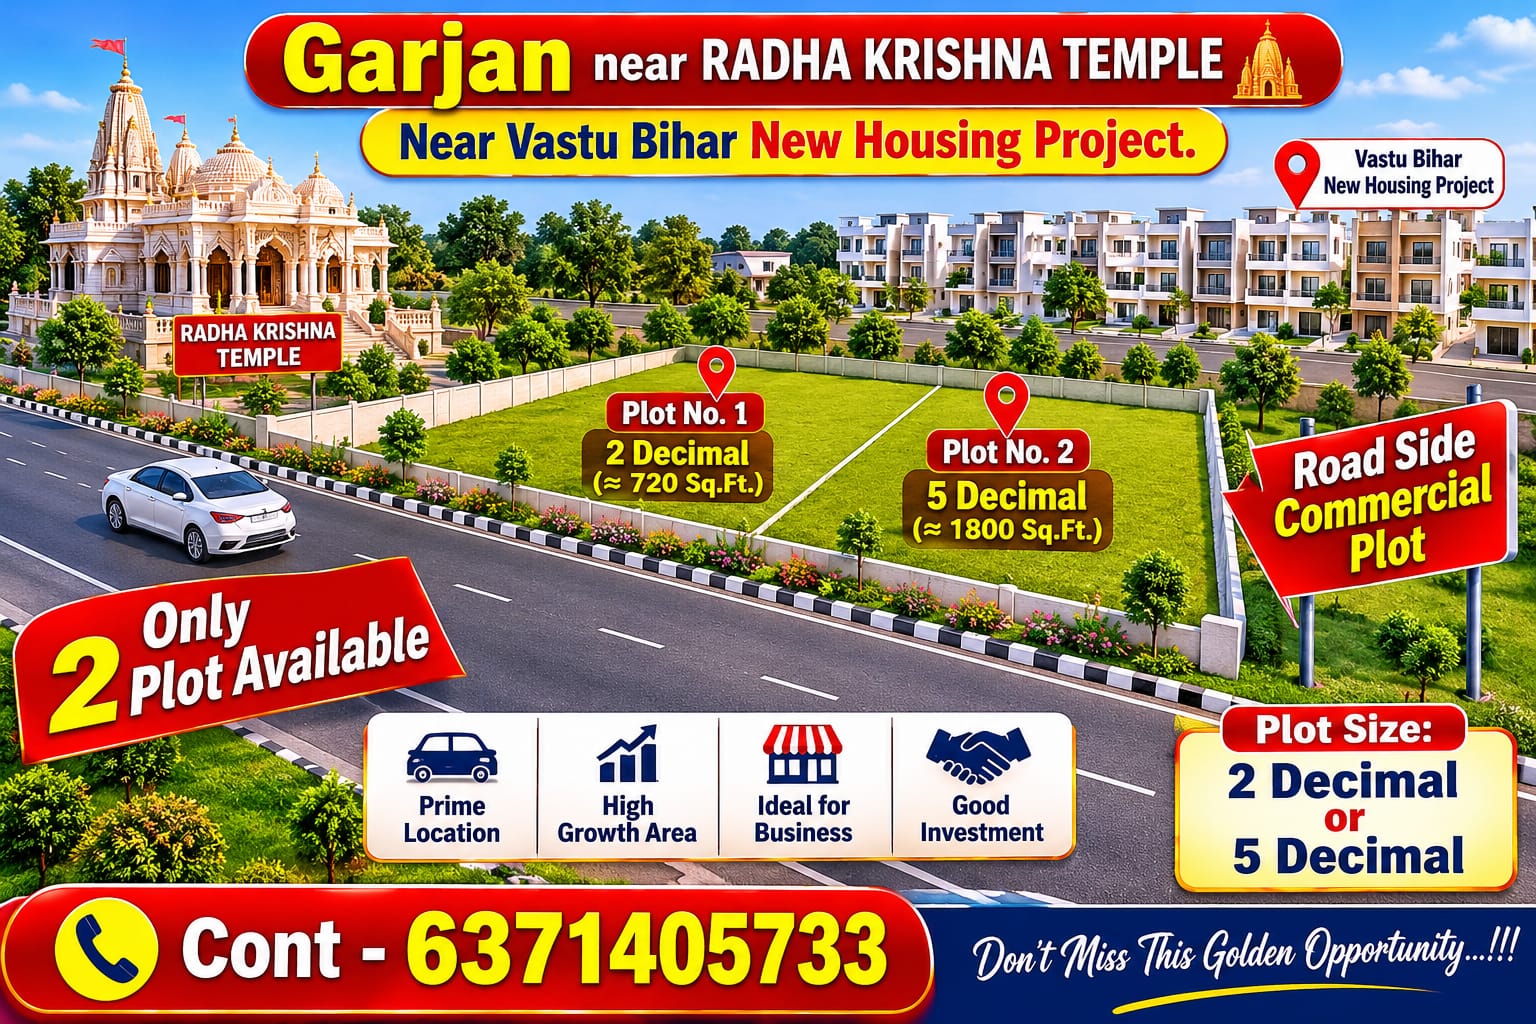 Garjan near RADHA KRISHNA TEMPLE
Near Vastu Bihar New Housing Project.
Vastu Bihar
New Housing Project
RADHA KRISHNA
TEMPLE
Plot No. 1
2 Decimal
(≈ 720 Sq.Ft.)
Plot No. 2
5 Decimal
(≈ 1800 Sq.Ft.)
Road Side
Commercial
Plot
Only
2 Plot Available
Prime
Location
High
Growth Area
Ideal for
Business
Good
Investment
Plot Size:
2 Decimal
or
5 Decimal
Cont - 6371405733
Don't Miss This Golden Opportunity...!!!